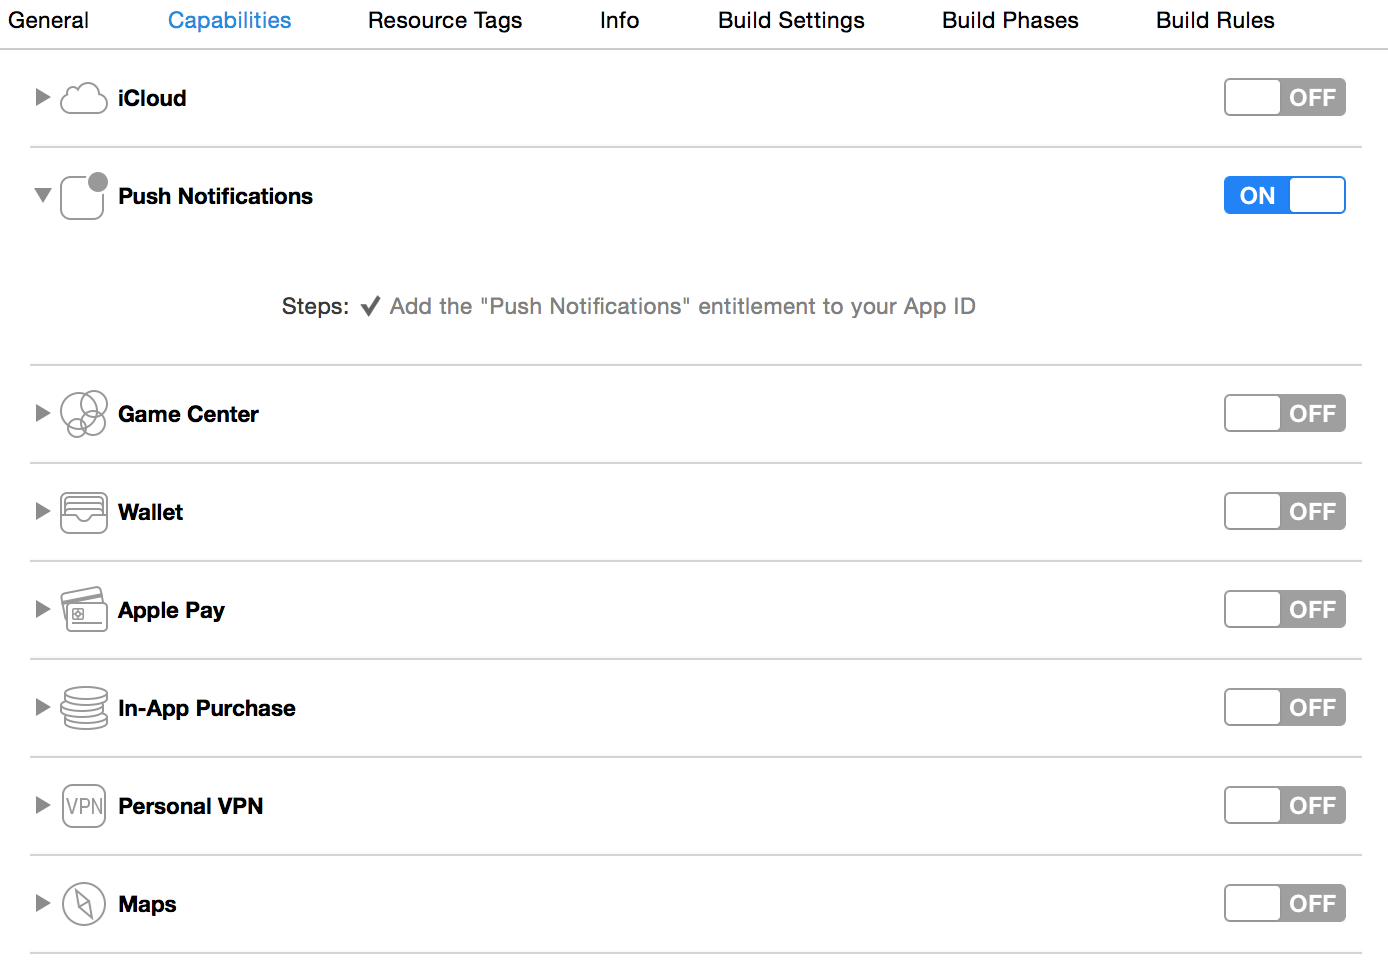 General Capabilities Resource Tags Info Build Settings Build Phases Build Rules
iCloud OFF
Push Notifications ON
Steps: ✔ Add the "Push Notifications" entitlement to your App ID
Game Center OFF
Wallet OFF
Apple Pay OFF
In-App Purchase OFF
VPN Personal VPN OFF
Maps OFF